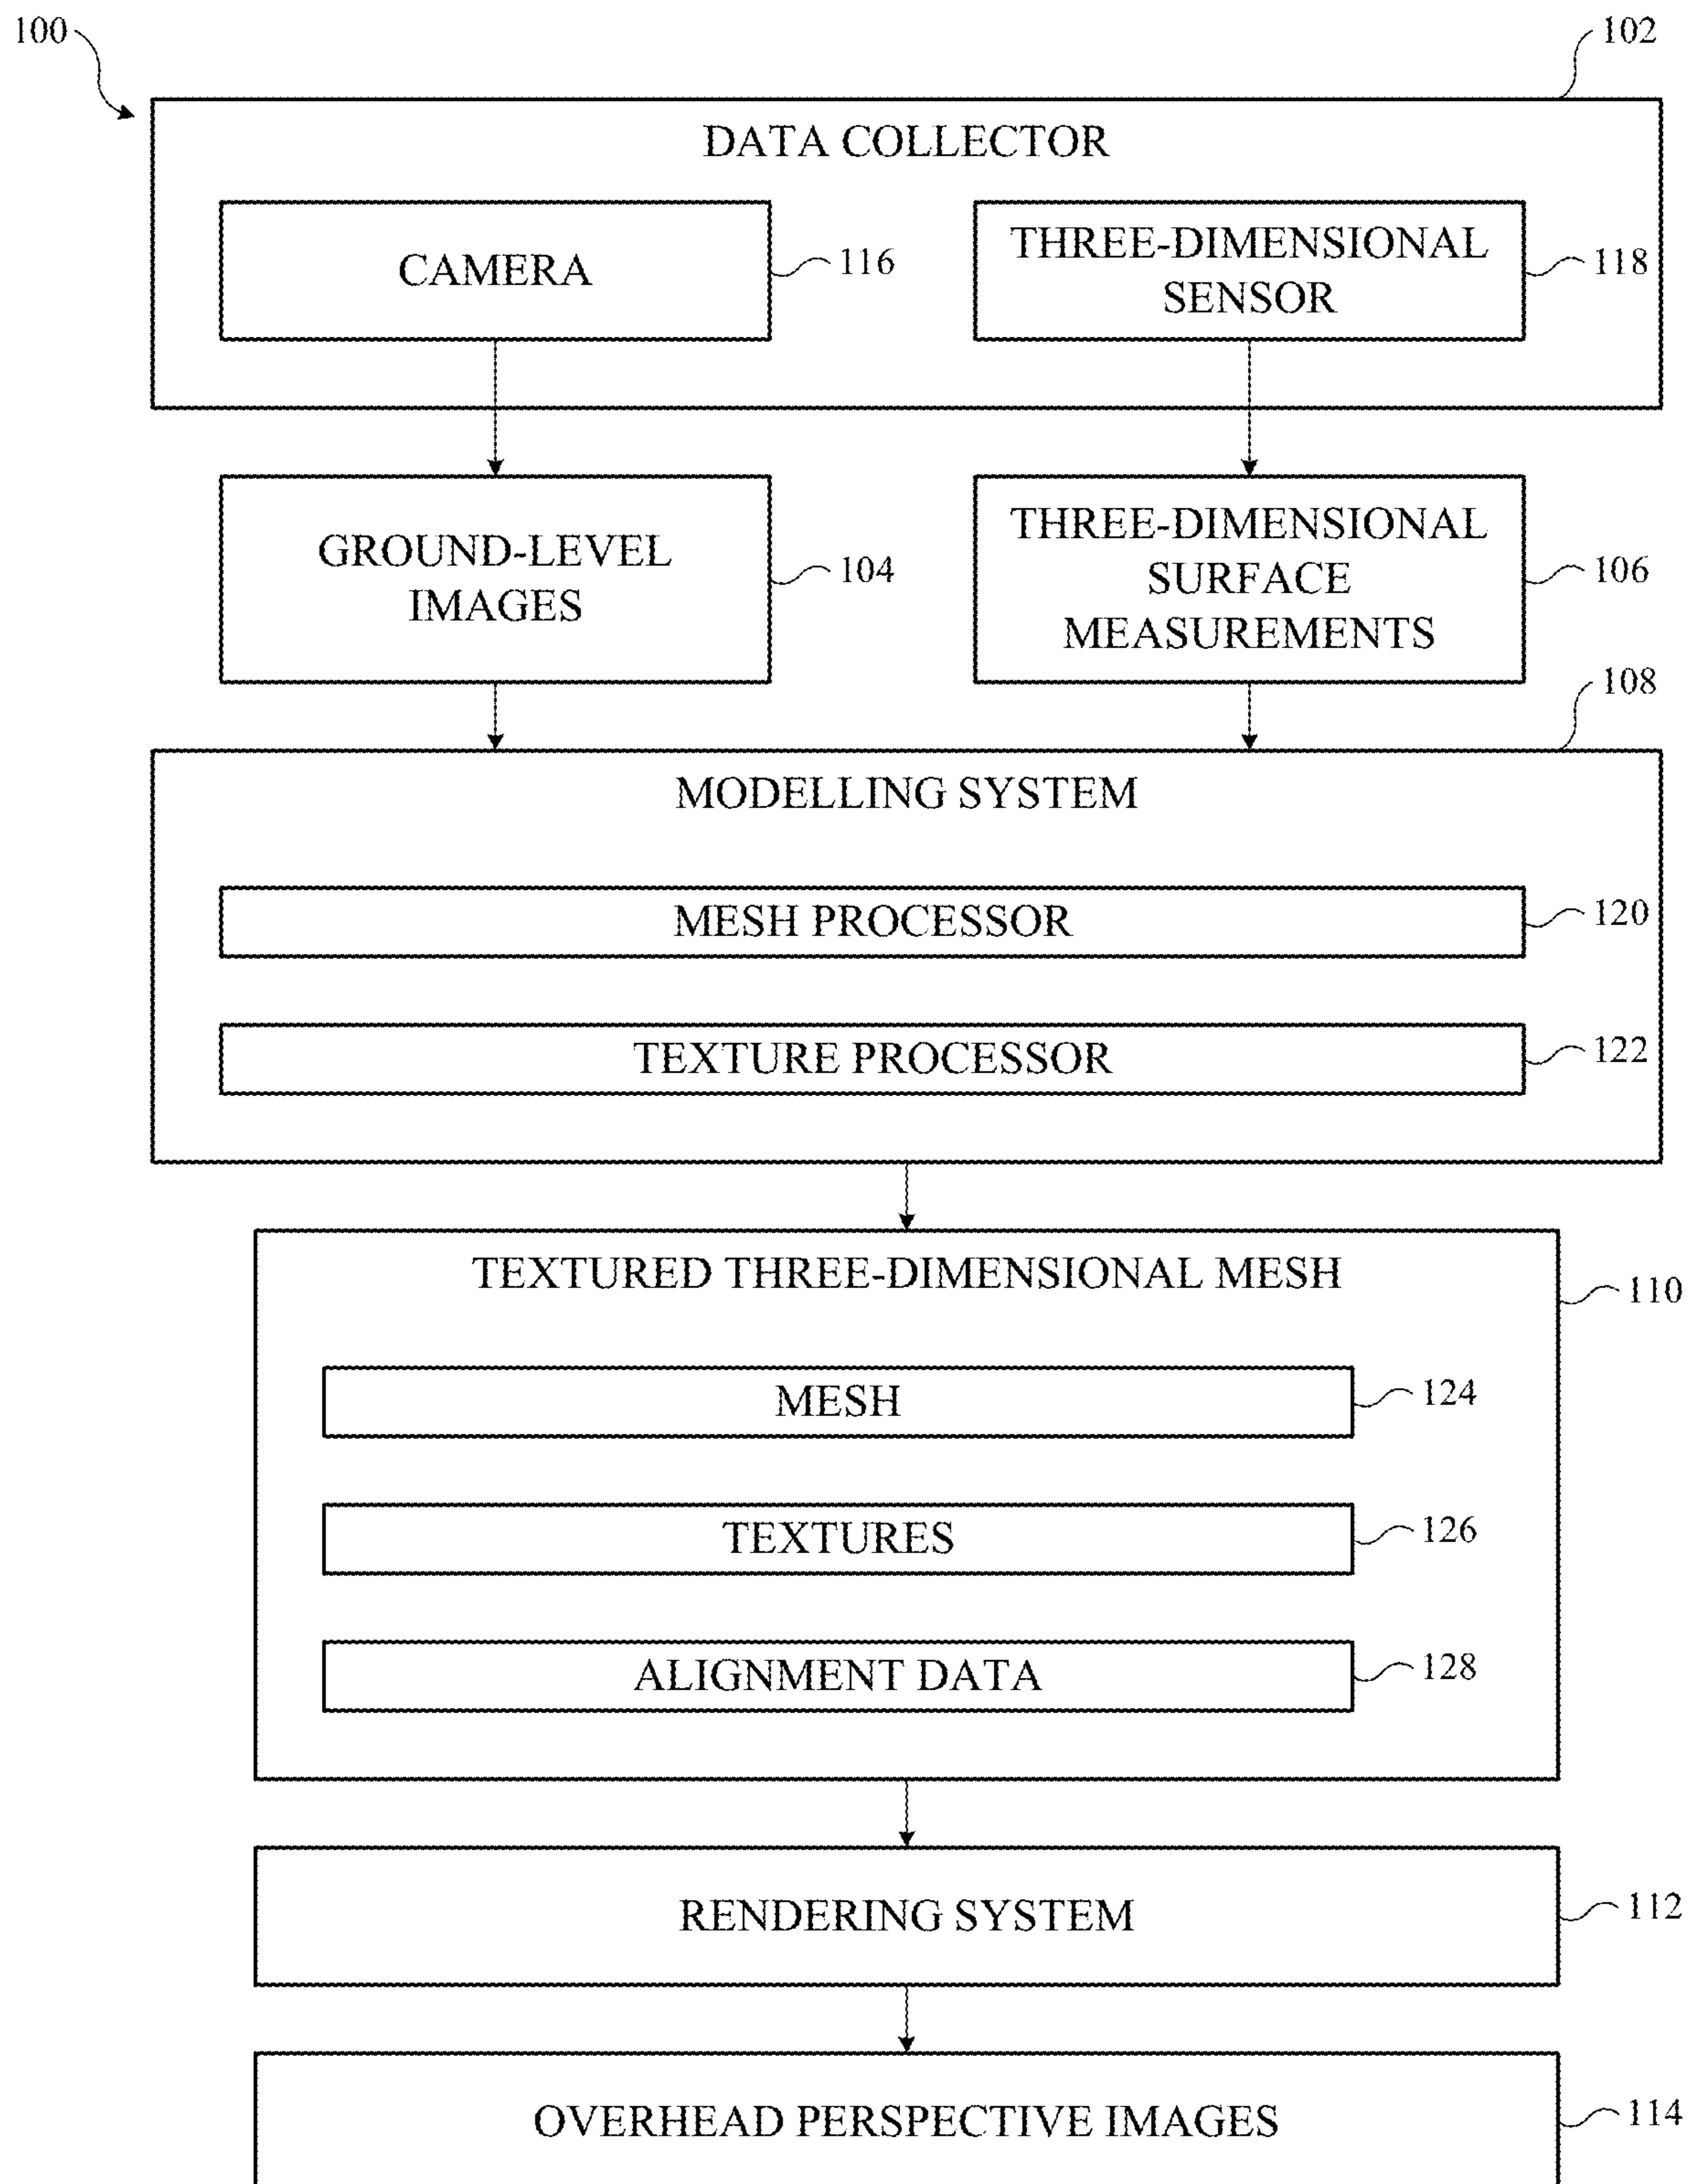 100
102
DATA COLLECTOR
CAMERA
116
THREE-DIMENSIONAL
SENSOR
118
GROUND-LEVEL
IMAGES
104
THREE-DIMENSIONAL
SURFACE
MEASUREMENTS
106
108
MODELLING SYSTEM
MESH PROCESSOR
120
TEXTURE PROCESSOR
122
TEXTURED THREE-DIMENSIONAL MESH
110
MESH
124
TEXTURES
126
ALIGNMENT DATA
128
RENDERING SYSTEM
112
OVERHEAD PERSPECTIVE IMAGES
114